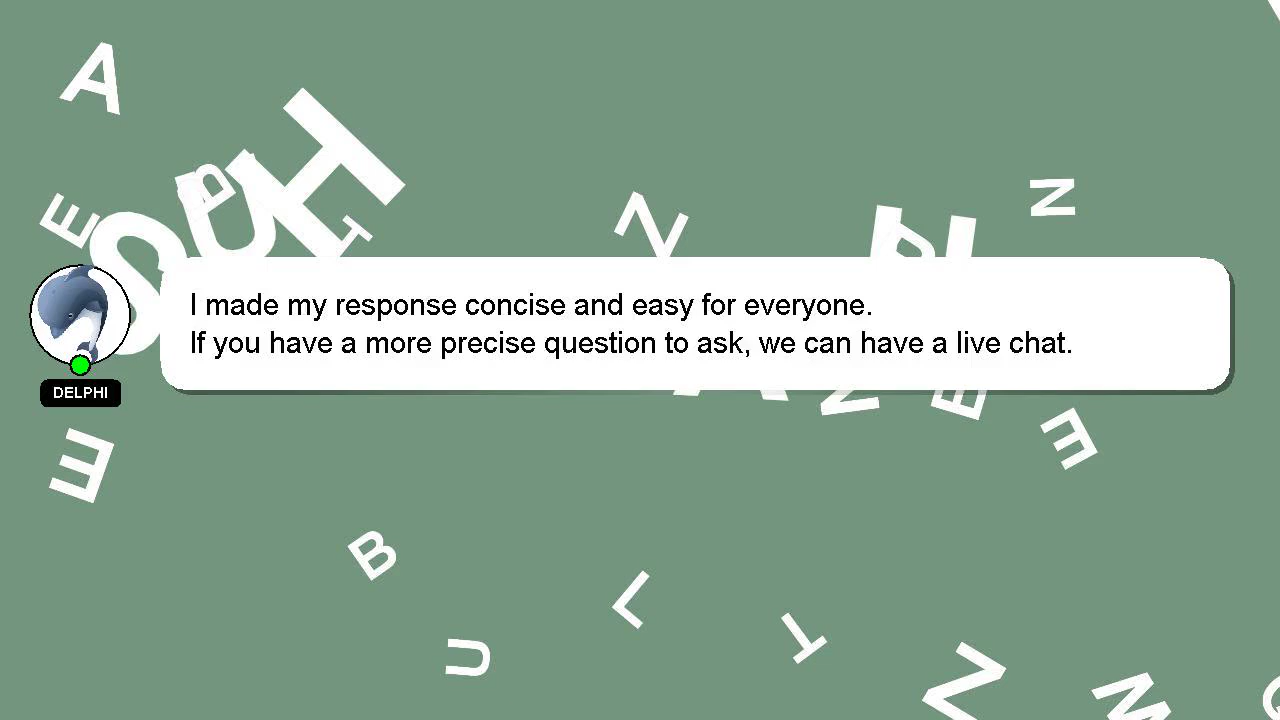 I made my response concise and easy for everyone.
If you have a more precise question to ask, we can have a live chat.
DELPHI
A
E
S
U
H
Z
N
E
N
E
E
B
L
T
U
Z
M